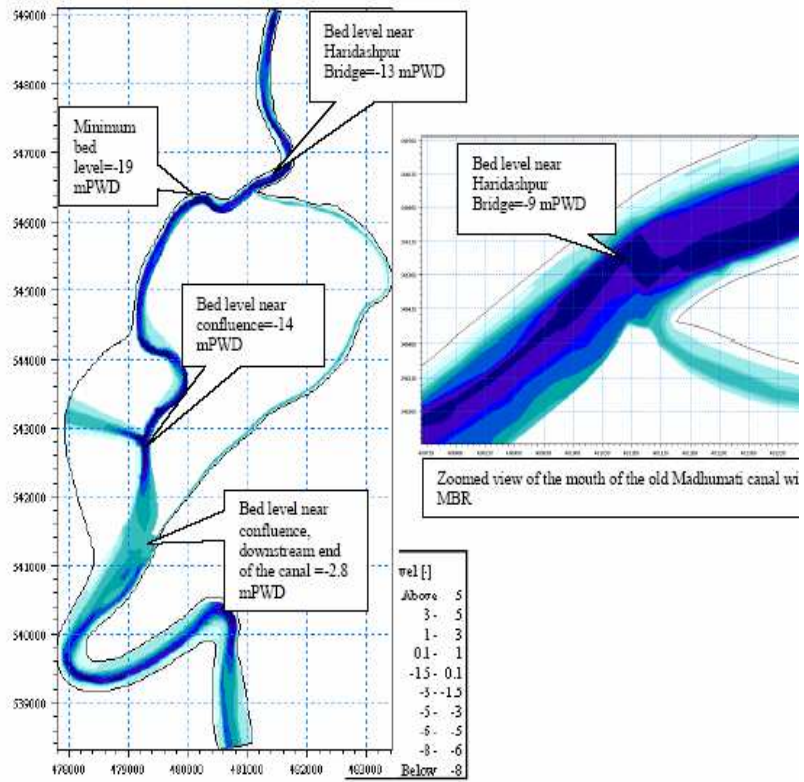 549000
548000
547000
546000
545000
544000
543000
542000
541000
540000
539000
478000 479000 480000 481000 482000 483000
Bed level near
Haridashpur
Bridge=-13 mPWD
Minimum
bed
level=-19
mPWD
Bed level near
confluence=-14
mPWD
Bed level near
confluence,
downstream end
of the canal =-2.8
mPWD
Bed level near
Haridashpur
Bridge=-9 mPWD
Zoomed view of the mouth of the old Madhumati canal wi
MBR
vel [-]
Above 5
3 - 5
1 - 3
0.1 - 1
-1.5 - 0.1
-3 - -1.5
-5 - -3
-6 - -5
-8 - -6
Below -8